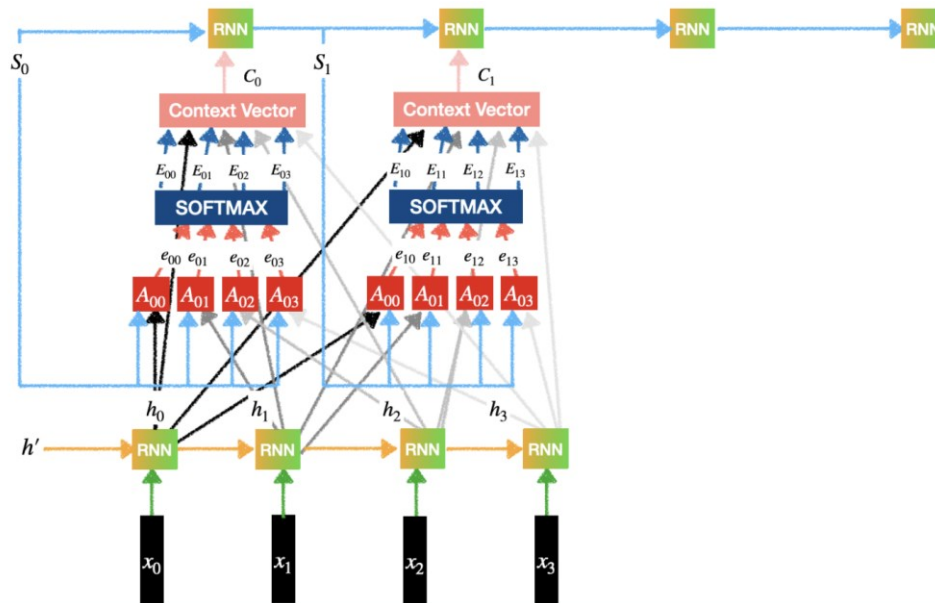 RNN RNN RNN RNN
S₀ S₁
C₀ C₁
Context Vector Context Vector
E₀₀ E₀₁ E₀₂ E₀₃ E₁₀ E₁₁ E₁₂ E₁₃
SOFTMAX SOFTMAX
e₀₀ e₀₁ e₀₂ e₀₃ e₁₀ e₁₁ e₁₂ e₁₃
A₀₀ A₀₁ A₀₂ A₀₃ A₀₀ A₀₁ A₀₂ A₀₃
h₀ h₁ h₂ h₃
h′ RNN RNN RNN RNN
x₀ x₁ x₂ x₃